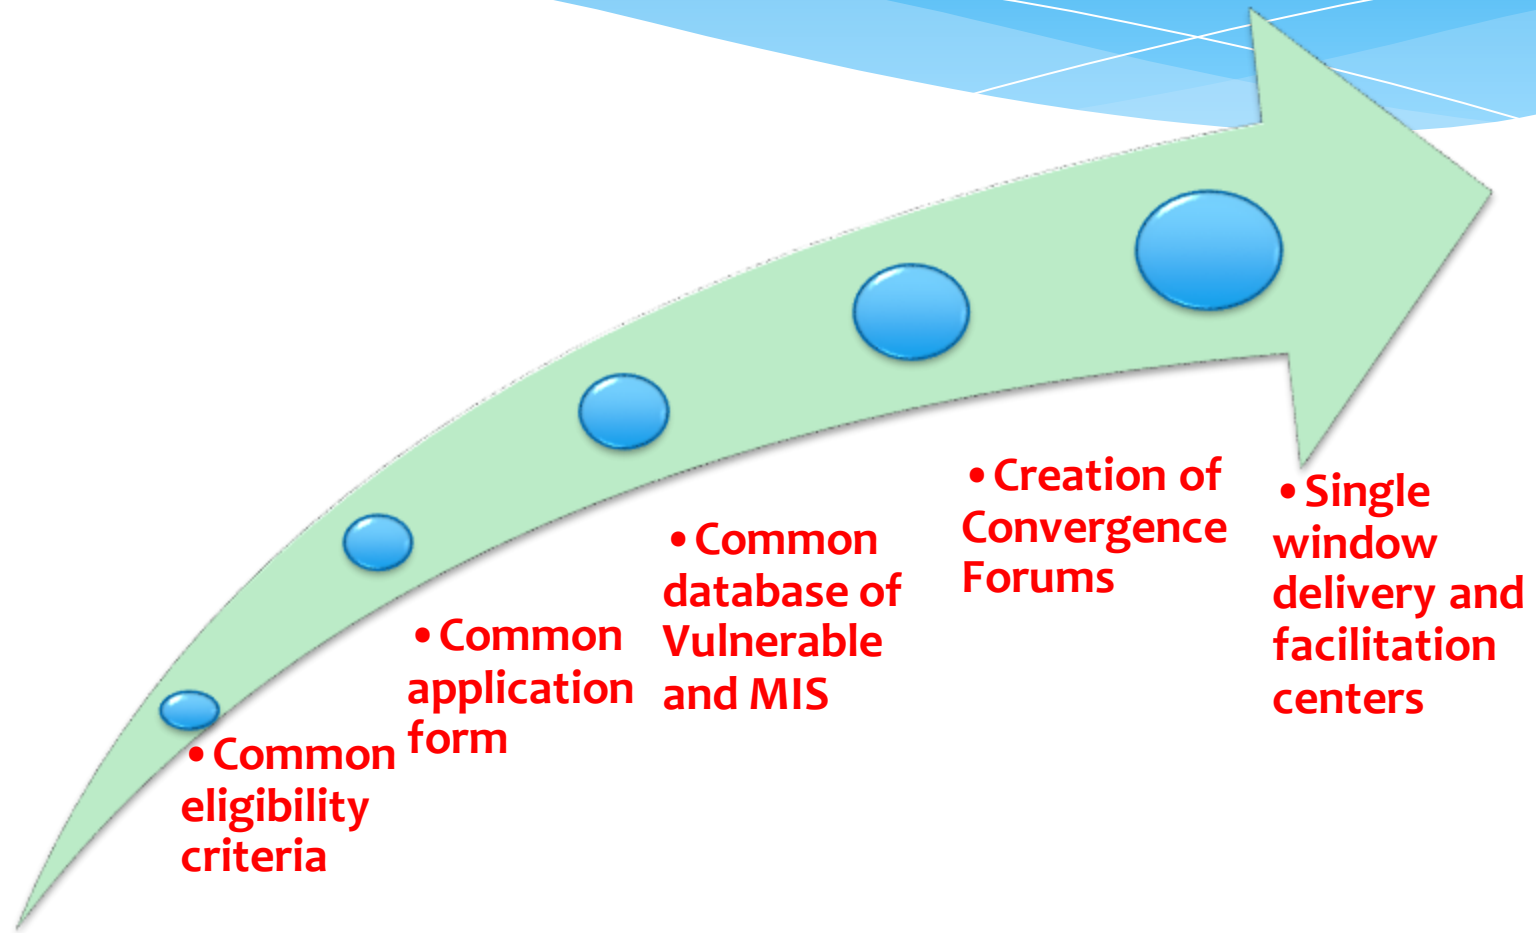 •Common
eligibility
criteria
•Common
application
form
•Common
database of
Vulnerable
and MIS
•Creation of
Convergence
Forums
•Single
window
delivery and
facilitation
centers